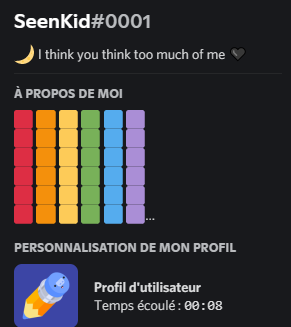 SeenKid#0001
🌙 I think you think too much of me 🖤
À PROPOS DE MOI
...
PERSONNALISATION DE MON PROFIL
Profil d'utilisateur
Temps écoulé : 00:08